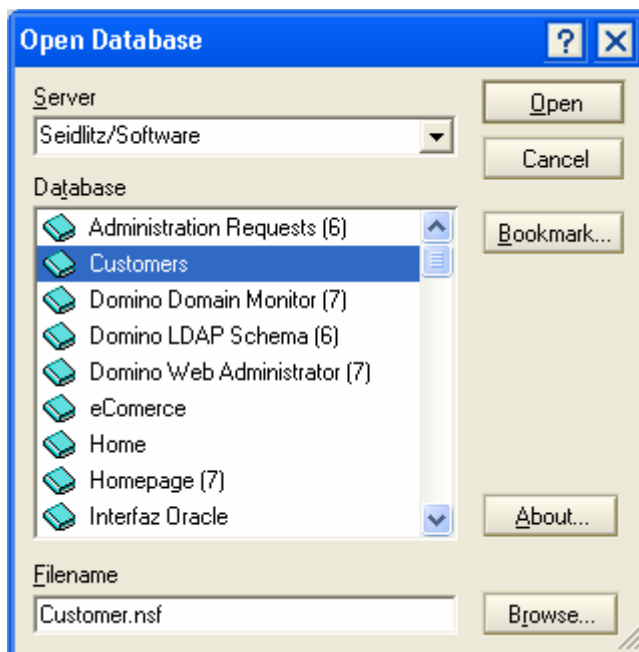 Open Database
Server
Seidlitz/Software
Open
Cancel
Database
Bookmark...
Administration Requests (6)
Customers
Domino Domain Monitor (7)
Domino LDAP Schema (6)
Domino Web Administrator (7)
eComerce
Home
Homepage (7)
Interfaz Oracle
About...
Filename
Customer.nsf
Browse...